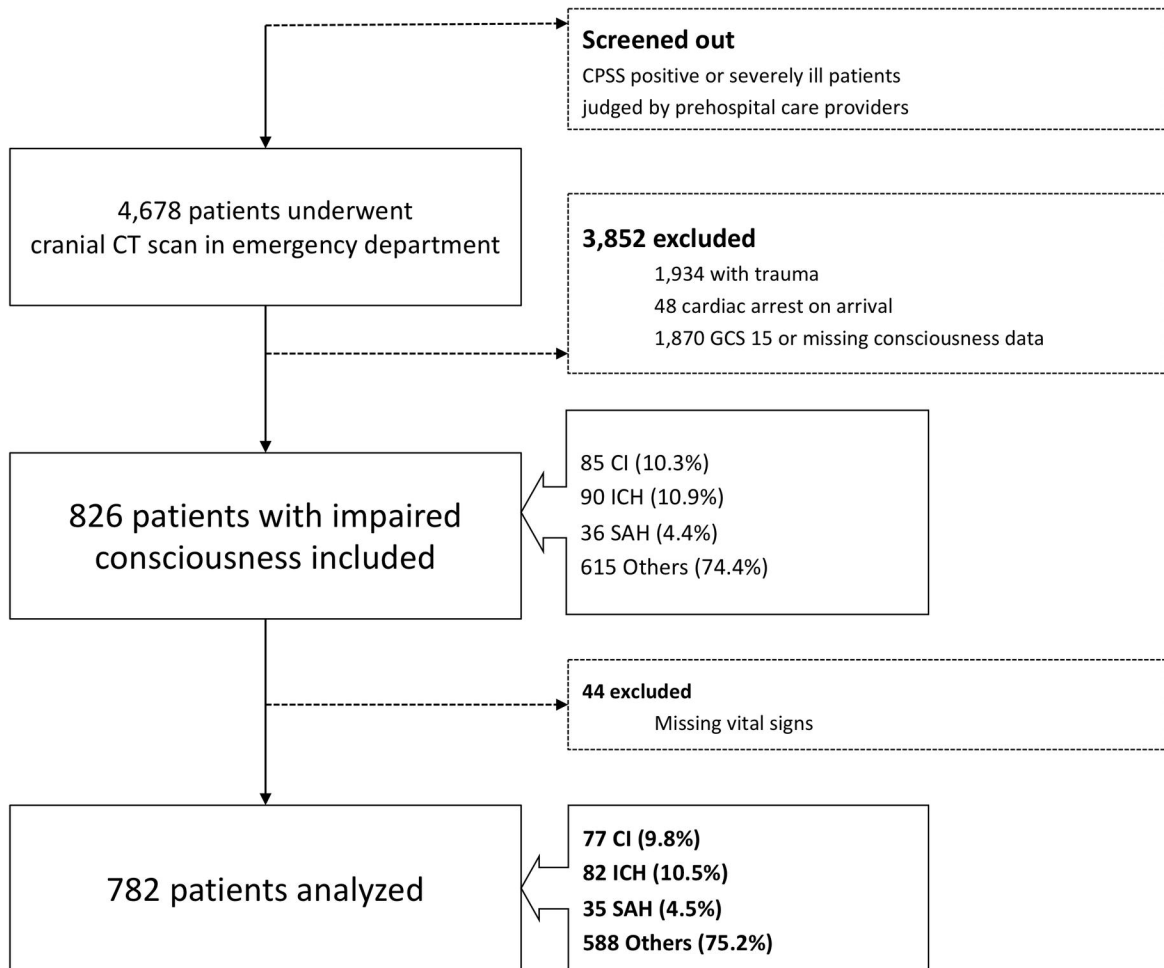 Screened out
CPSS positive or severely ill patients
judged by prehospital care providers
4,678 patients underwent
cranial CT scan in emergency department
3,852 excluded
1,934 with trauma
48 cardiac arrest on arrival
1,870 GCS 15 or missing consciousness data
826 patients with impaired
consciousness included
85 CI (10.3%)
90 ICH (10.9%)
36 SAH (4.4%)
615 Others (74.4%)
44 excluded
Missing vital signs
782 patients analyzed
77 CI (9.8%)
82 ICH (10.5%)
35 SAH (4.5%)
588 Others (75.2%)